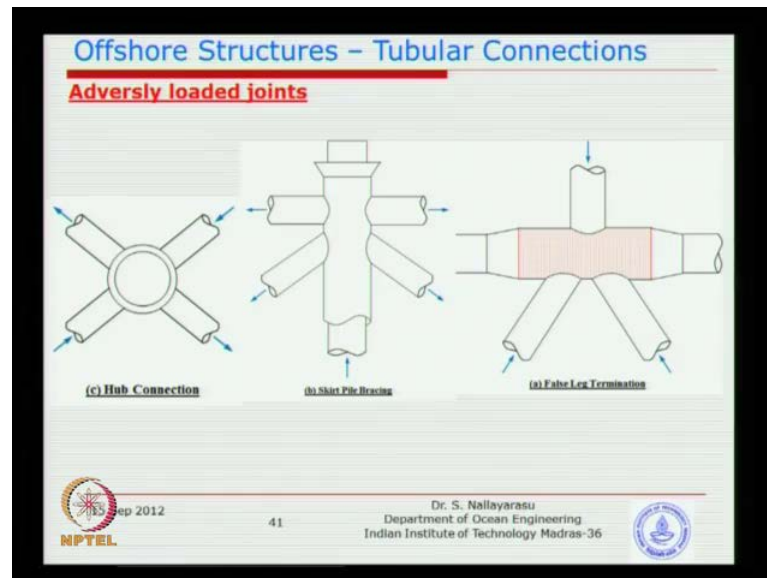 Offshore Structures – Tubular Connections
Adversly loaded joints
(c) Hub Connection
(b) Skirt Pile Bracing
(a) False Leg Termination
Sep 2012
NPTEL
41
Dr. S. Nallayarasu
Department of Ocean Engineering
Indian Institute of Technology Madras-36